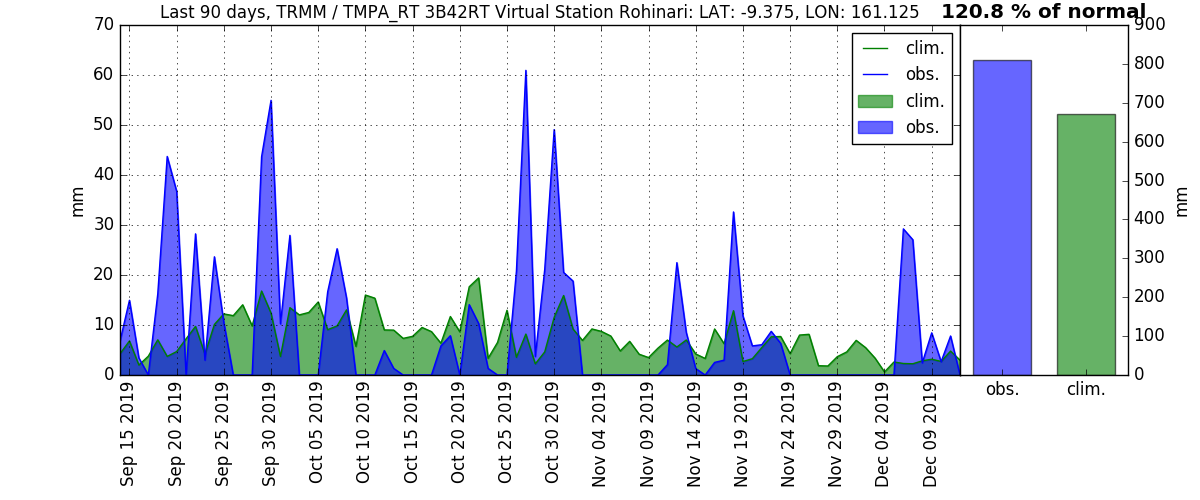 Last 90 days, TRMM / TMPA_RT 3B42RT Virtual Station Rohinari: LAT: -9.375, LON: 161.125
120.8 % of normal
70
60
50
40
30
20
10
0
mm
clim.
obs.
clim.
obs.
900
800
700
600
500
400
300
200
100
0
mm
Sep 15 2019
Sep 20 2019
Sep 25 2019
Sep 30 2019
Oct 05 2019
Oct 10 2019
Oct 15 2019
Oct 20 2019
Oct 25 2019
Oct 30 2019
Nov 04 2019
Nov 09 2019
Nov 14 2019
Nov 19 2019
Nov 24 2019
Nov 29 2019
Dec 04 2019
Dec 09 2019
obs.
clim.